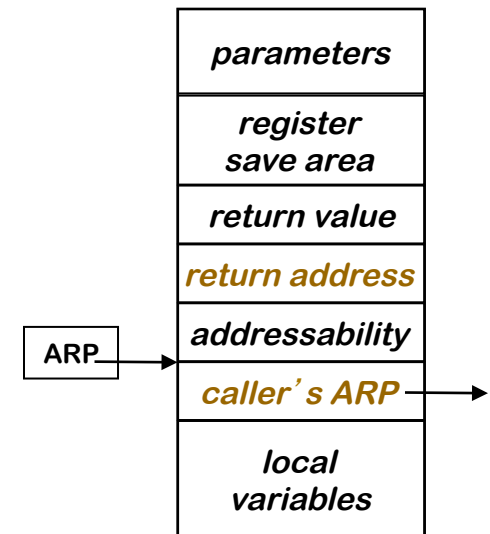 parameters
register
save area
return value
return address
addressability
ARP
caller's ARP
local
variables